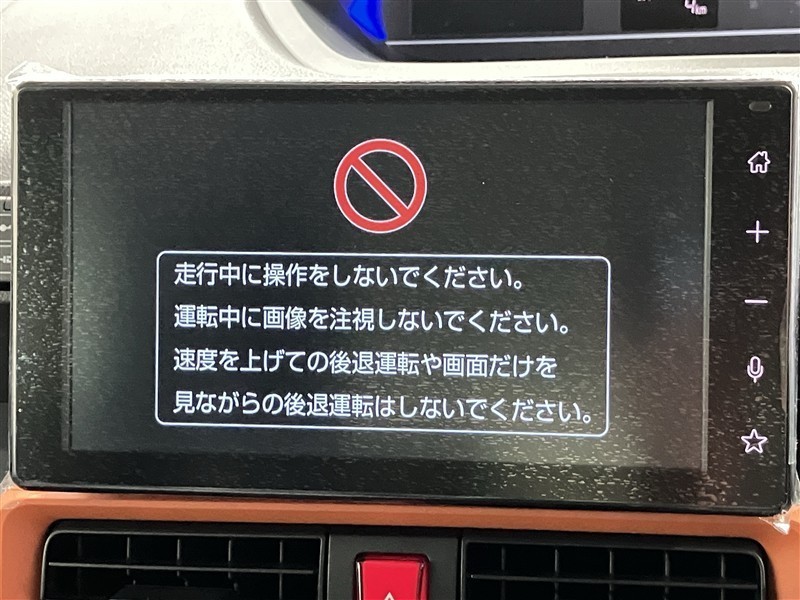 4km
走行中に操作をしないでください。
運転中に画像を注視しないでください。
速度を上げての後退運転や画面だけを
見ながらの後退運転はしないでください。